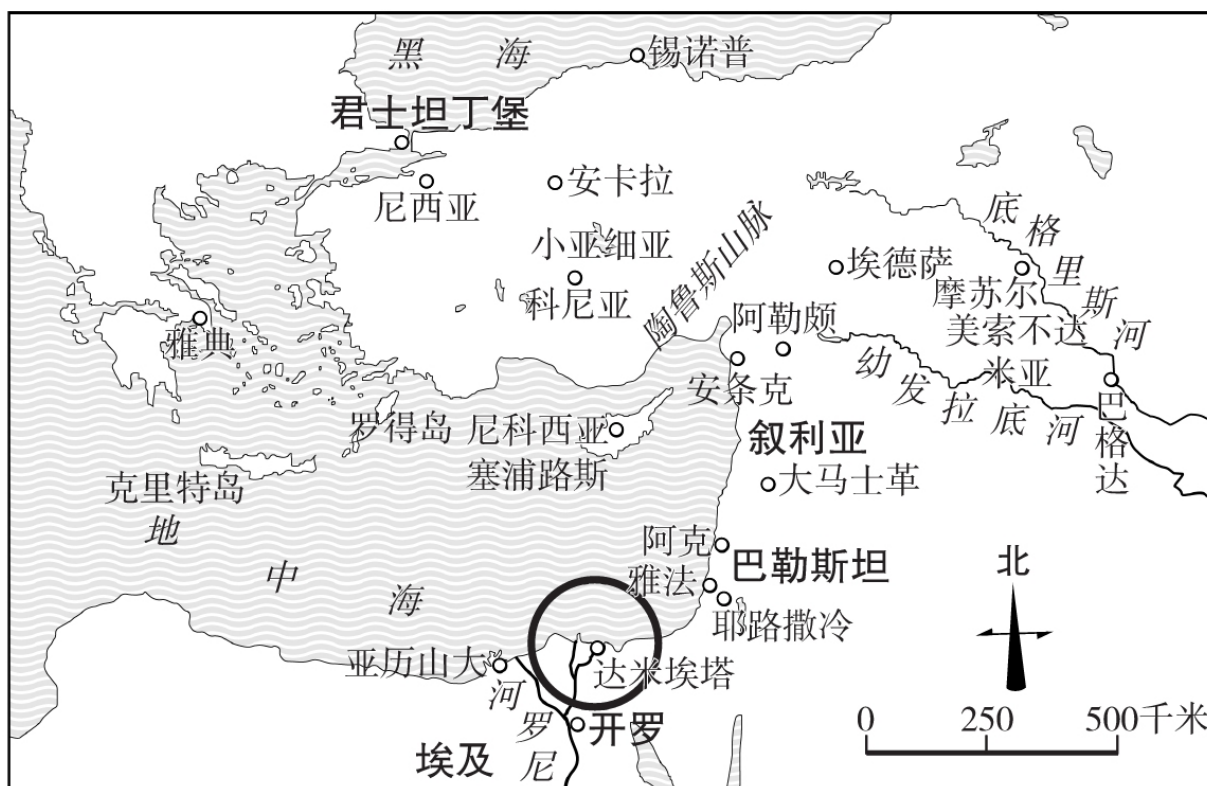 黑海
锡诺普
君士坦丁堡
尼西亚
安卡拉
小亚细亚
科尼亚
陶鲁斯山脉
埃德萨
底格里斯河
摩苏尔
美索不达
米亚
雅典
阿勒颇
安条克
幼发拉底河
巴格达
罗得岛
尼科西亚
塞浦路斯
叙利亚
克里特岛
大马士革
地中海
阿克
巴勒斯坦
雅法
耶路撒冷
北
亚历山大
达米埃塔
河罗尼
开罗
埃及
0 250 500千米